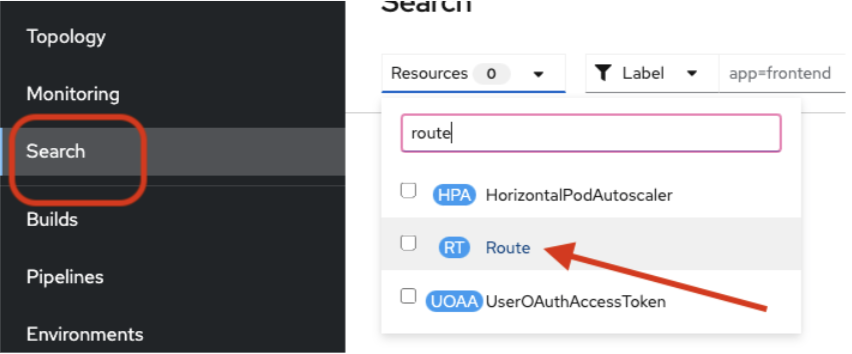 Search
Topology
Monitoring
Search
Builds
Pipelines
Environments
Resources 0
Label
app=frontend
route
HPA HorizontalPodAutoscaler
RT Route
UOAA UserOAuthAccessToken